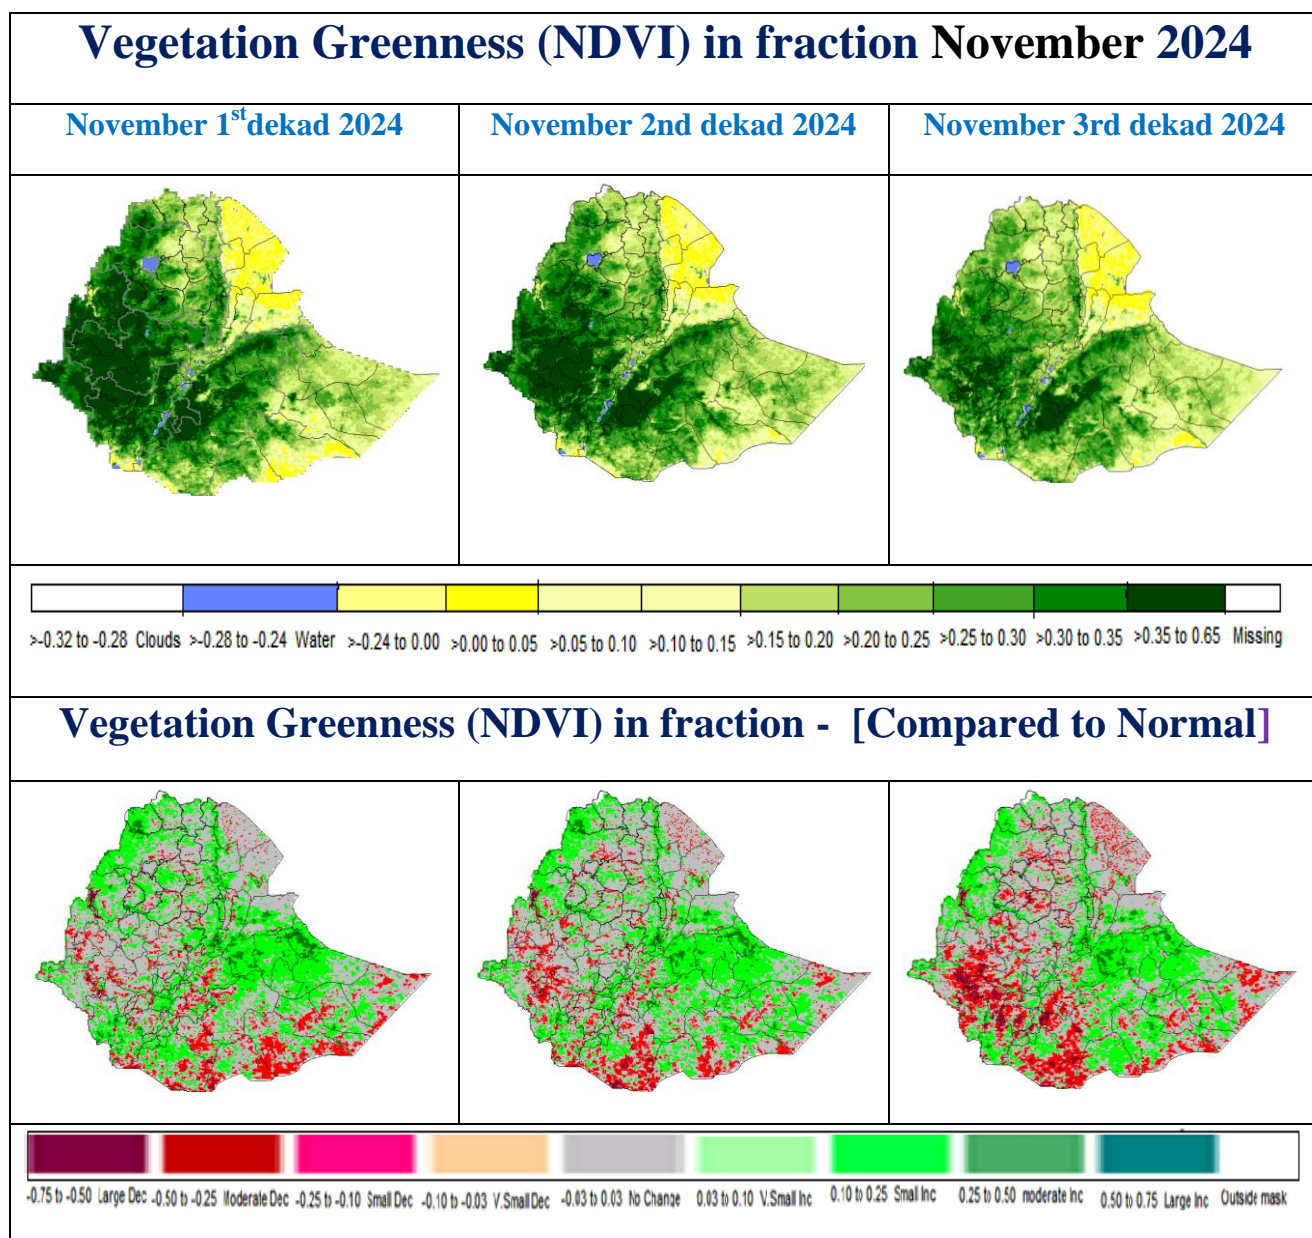 Vegetation Greenness (NDVI) in fraction November 2024
November 1st dekad 2024
November 2nd dekad 2024
November 3rd dekad 2024
>-0.32 to -0.28 Clouds >-0.28 to -0.24 Water >-0.24 to 0.00 >0.00 to 0.05 >0.05 to 0.10 >0.10 to 0.15 >0.15 to 0.20 >0.20 to 0.25 >0.25 to 0.30 >0.30 to 0.35 >0.35 to 0.65 Missing
Vegetation Greenness (NDVI) in fraction - [Compared to Normal]
-0.75 to -0.50 Large Dec -0.50 to -0.25 Moderate Dec -0.25 to -0.10 Small Dec -0.10 to -0.03 V.Small Dec -0.03 to 0.03 No Change 0.03 to 0.10 V.Small Inc 0.10 to 0.25 Small Inc 0.25 to 0.50 moderate Inc 0.50 to 0.75 Large Inc Outside mask